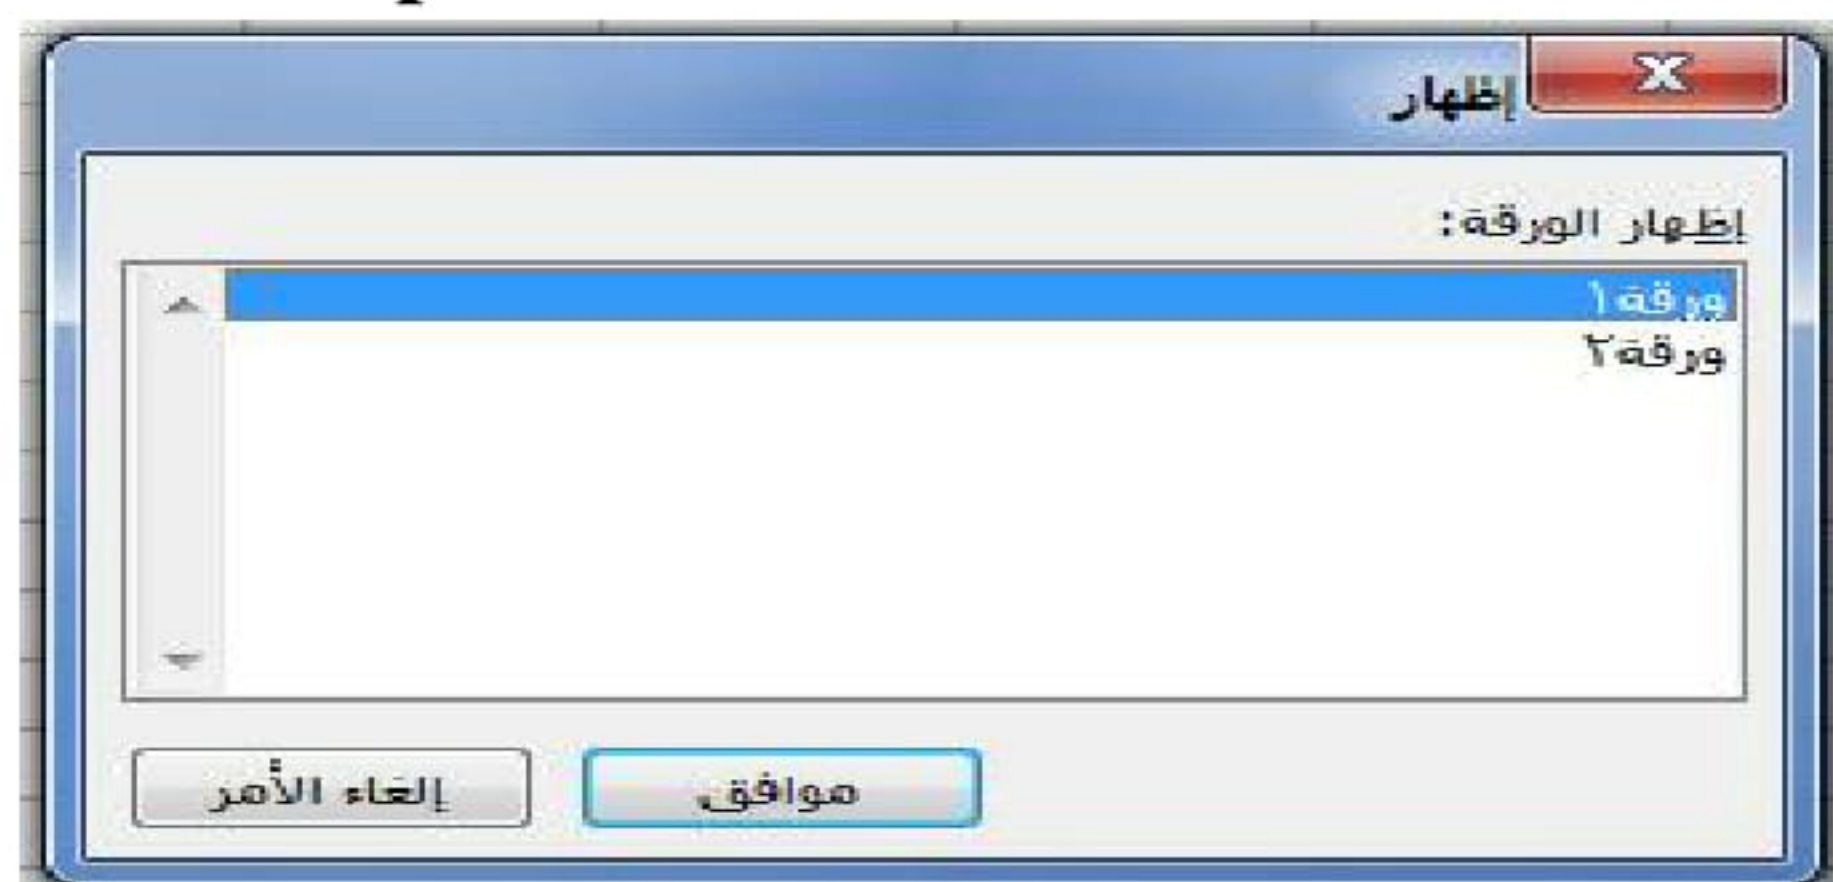 إظهار
إظهار الورقة:
ورقة١
ورقة٢
موافق
إلغاء الأمر